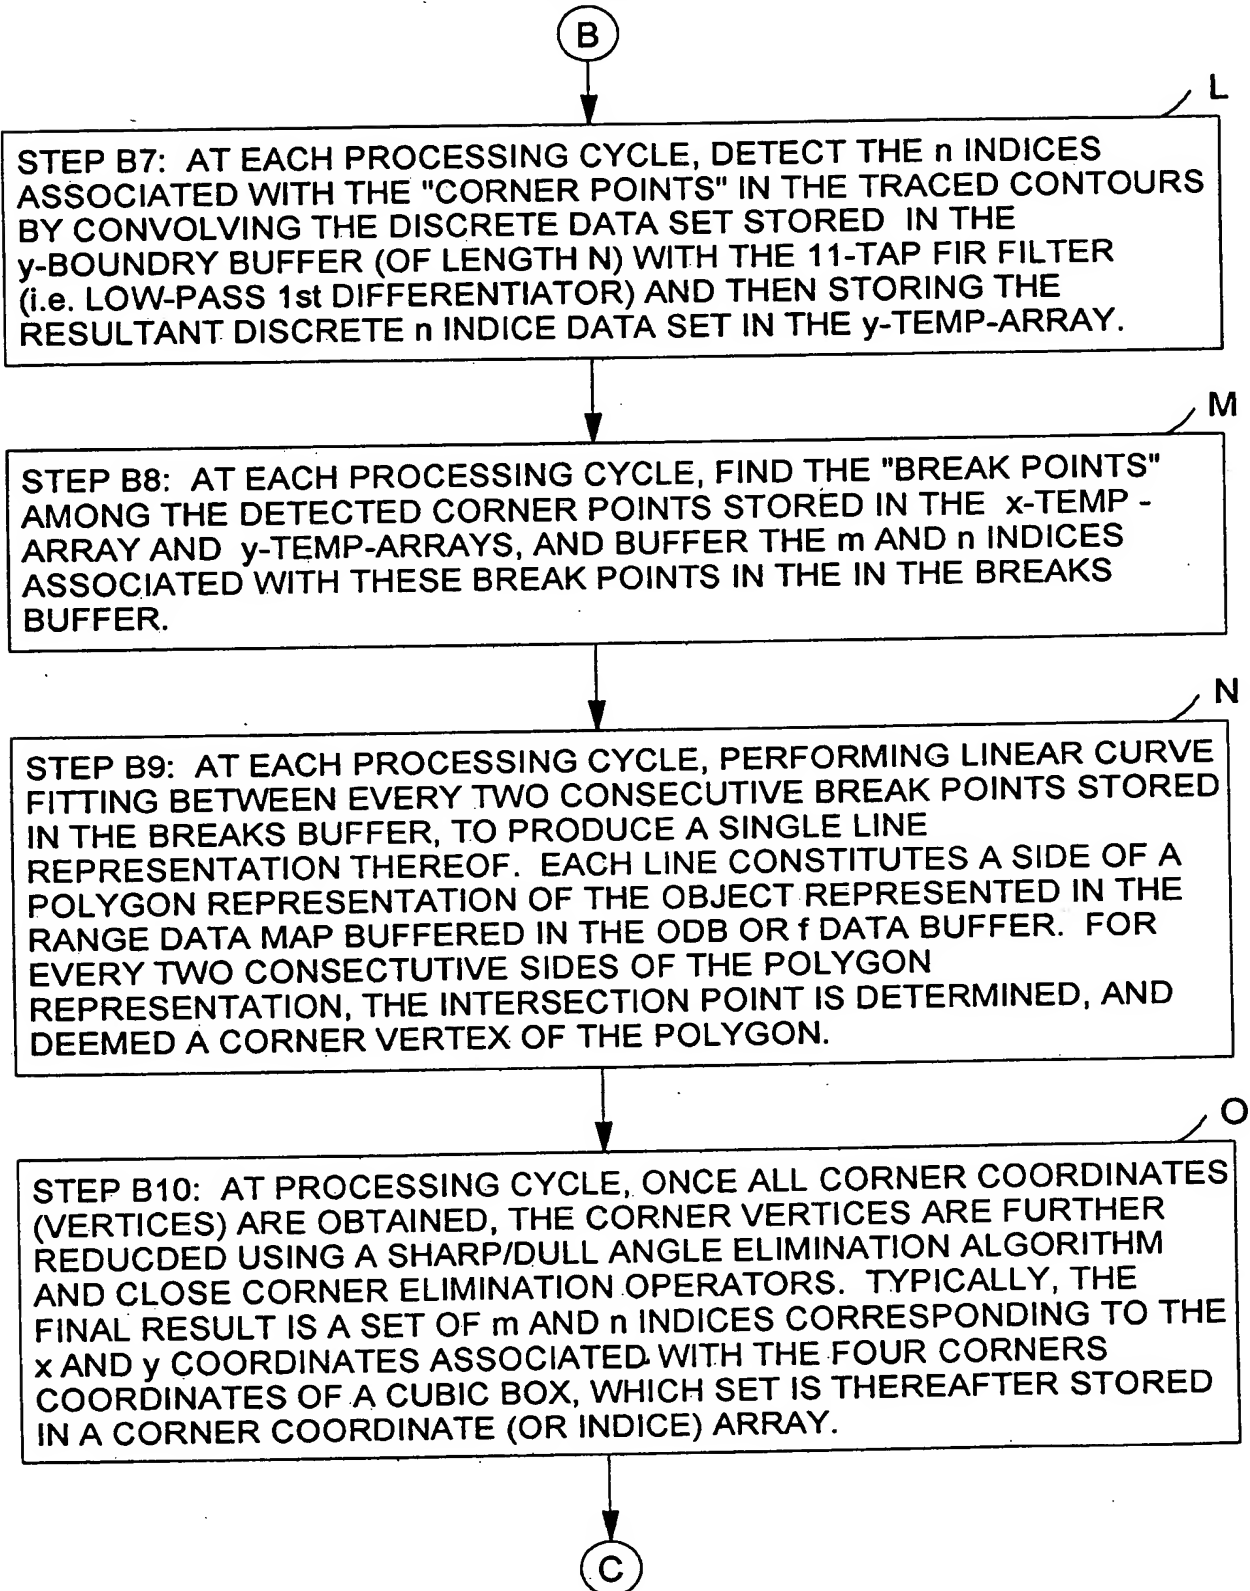 B
L
STEP B7: AT EACH PROCESSING CYCLE, DETECT THE n INDICES
ASSOCIATED WITH THE "CORNER POINTS" IN THE TRACED CONTOURS
BY CONVOLVING THE DISCRETE DATA SET STORED IN THE
y-BOUNDRY BUFFER (OF LENGTH N) WITH THE 11-TAP FIR FILTER
(i.e. LOW-PASS 1st DIFFERENTIATOR) AND THEN STORING THE
RESULTANT DISCRETE n INDICE DATA SET IN THE y-TEMP-ARRAY.
M
STEP B8: AT EACH PROCESSING CYCLE, FIND THE "BREAK POINTS"
AMONG THE DETECTED CORNER POINTS STORED IN THE x-TEMP -
ARRAY AND y-TEMP-ARRAYS, AND BUFFER THE m AND n INDICES
ASSOCIATED WITH THESE BREAK POINTS IN THE IN THE BREAKS
BUFFER.
N
STEP B9: AT EACH PROCESSING CYCLE, PERFORMING LINEAR CURVE
FITTING BETWEEN EVERY TWO CONSECUTIVE BREAK POINTS STORED
IN THE BREAKS BUFFER, TO PRODUCE A SINGLE LINE
REPRESENTATION THEREOF. EACH LINE CONSTITUTES A SIDE OF A
POLYGON REPRESENTATION OF THE OBJECT REPRESENTED IN THE
RANGE DATA MAP BUFFERED IN THE ODB OR f DATA BUFFER. FOR
EVERY TWO CONSECTUTIVE SIDES OF THE POLYGON
REPRESENTATION, THE INTERSECTION POINT IS DETERMINED, AND
DEEMED A CORNER VERTEX OF THE POLYGON.
O
STEP B10: AT PROCESSING CYCLE, ONCE ALL CORNER COORDINATES
(VERTICES) ARE OBTAINED, THE CORNER VERTICES ARE FURTHER
REDUCDED USING A SHARP/DULL ANGLE ELIMINATION ALGORITHM
AND CLOSE CORNER ELIMINATION OPERATORS. TYPICALLY, THE
FINAL RESULT IS A SET OF m AND n INDICES CORRESPONDING TO THE
x AND y COORDINATES ASSOCIATED WITH THE FOUR CORNERS
COORDINATES OF A CUBIC BOX, WHICH SET IS THEREAFTER STORED
IN A CORNER COORDINATE (OR INDICE) ARRAY.
C